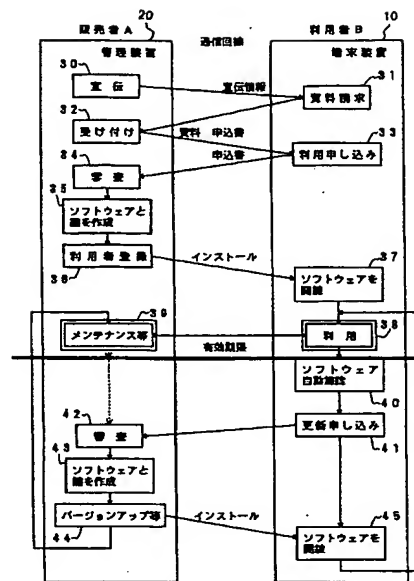 20
10
販売者A
通信回線
利用者B
管理装置
端末装置
30
宣伝
宣伝情報
31
資料請求
32
受け付け
資料 申込書
33
申込書
利用申し込み
34
審査
35
ソフトウェアと
鍵を作成
利用者登録
36
インストール
37
ソフトウェアを
開錠
39
メンテナンス等
有効期限
利用
38
ソフトウェア
自動施錠
40
42
審査
更新申し込み
41
43
ソフトウェアと
鍵を作成
バージョンアップ等
44
インストール
45
ソフトウェアを
開錠